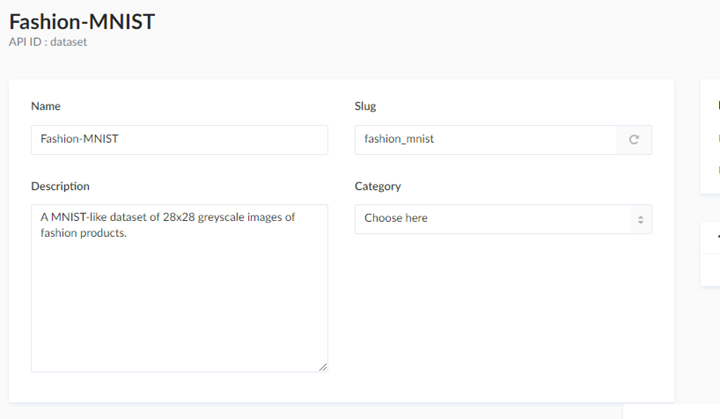 Fashion-MNIST
API ID : dataset
Name
Fashion-MNIST
Slug
fashion_mnist
Description
A MNIST-like dataset of 28x28 greyscale images of
fashion products.
Category
Choose here